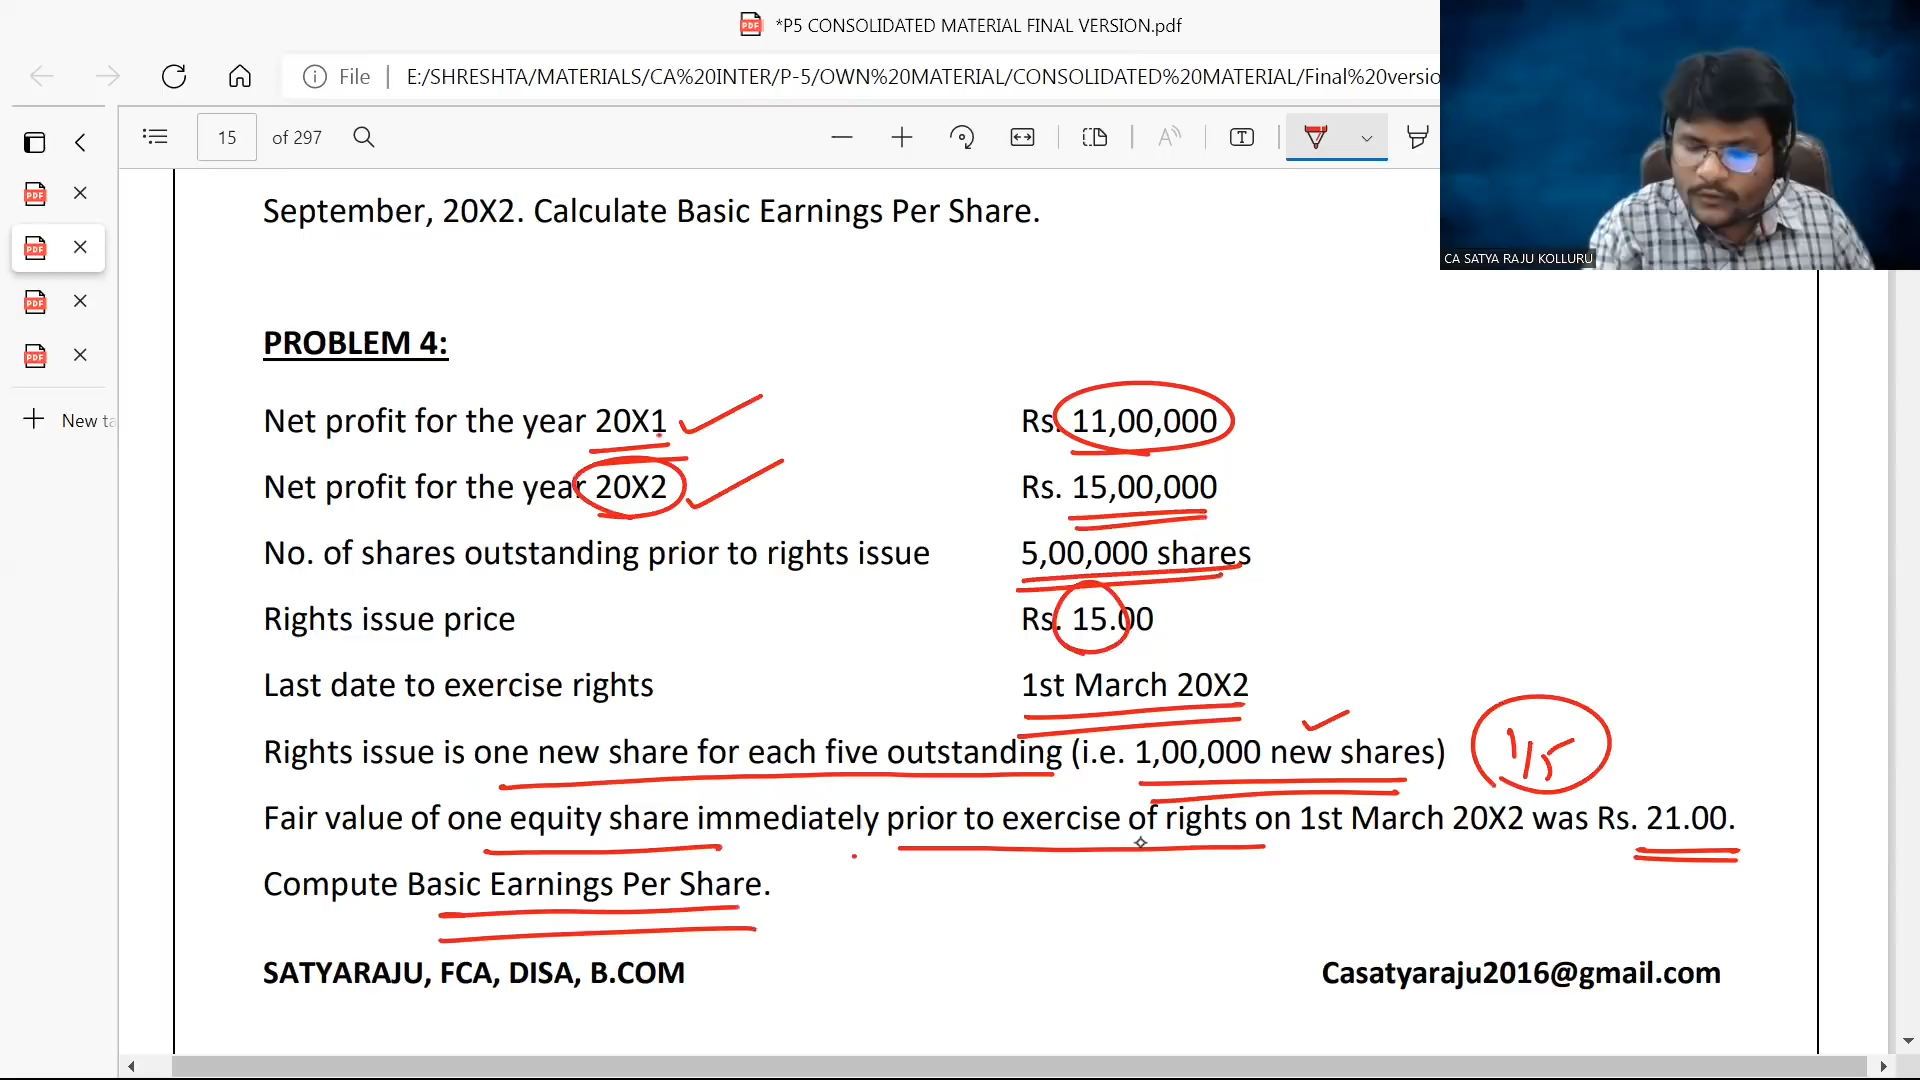 *P5 CONSOLIDATED MATERIAL FINAL VERSION.pdf
File E:/SHRESHTA/MATERIALS/CA%20INTER/P-5/OWN%20MATERIAL/CONSOLIDATED%20MATERIAL/Final%20versio
15 of 297
New ta
CA SATYA RAJU KOLLURU
September, 20X2. Calculate Basic Earnings Per Share.
PROBLEM 4:
Net profit for the year 20X1 Rs. 11,00,000
Net profit for the year 20X2 Rs. 15,00,000
No. of shares outstanding prior to rights issue 5,00,000 shares
Rights issue price Rs. 15.00
Last date to exercise rights 1st March 20X2
Rights issue is one new share for each five outstanding (i.e. 1,00,000 new shares) 1/5
Fair value of one equity share immediately prior to exercise of rights on 1st March 20X2 was Rs. 21.00.
Compute Basic Earnings Per Share.
SATYARAJU, FCA, DISA, B.COM Casatyaraju2016@gmail.com